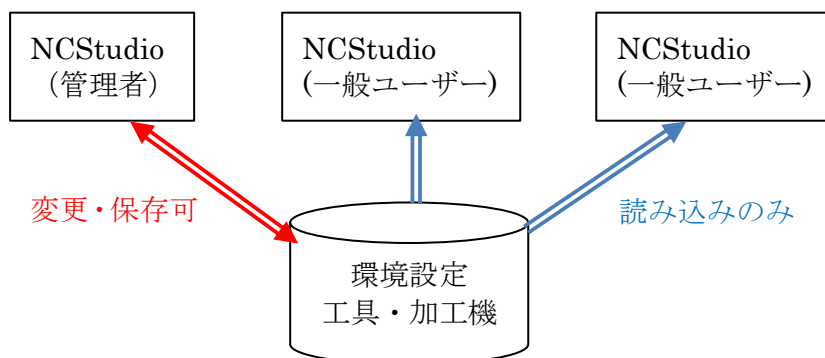 NCStudio
（管理者）
NCStudio
(一般ユーザー)
NCStudio
(一般ユーザー)
変更・保存可
読み込みのみ
環境設定
工具・加工機